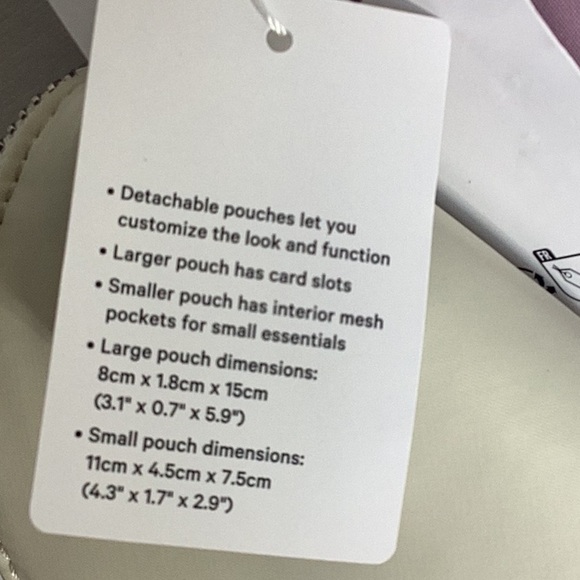 • Detachable pouches let you
customize the look and function
• Larger pouch has card slots
• Smaller pouch has interior mesh
pockets for small essentials
• Large pouch dimensions:
8cm x 1.8cm x 15cm
(3.1" x 0.7" x 5.9")
• Small pouch dimensions:
11cm x 4.5cm x 7.5cm
(4.3" x 1.7" x 2.9")